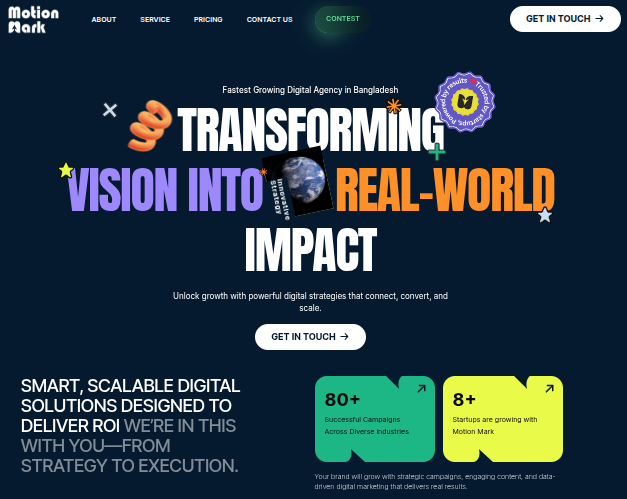 Motion
Mark
ABOUT
SERVICE
PRICING
CONTACT US
CONTEST
GET IN TOUCH →
Fastest Growing Digital Agency in Bangladesh
Trusted by startups, Powered by results
TRANSFORMING
VISION INTO REAL-WORLD
Innovative
Strategy
IMPACT
Unlock growth with powerful digital strategies that connect, convert, and
scale.
GET IN TOUCH →
SMART, SCALABLE DIGITAL
SOLUTIONS DESIGNED TO
DELIVER ROI WE'RE IN THIS
WITH YOU—FROM
STRATEGY TO EXECUTION.
80+
Successful Campaigns
Across Diverse Industries
8+
Startups are growing with
Motion Mark
Your brand will grow with strategic campaigns, engaging content, and data-
driven digital marketing that delivers real results.